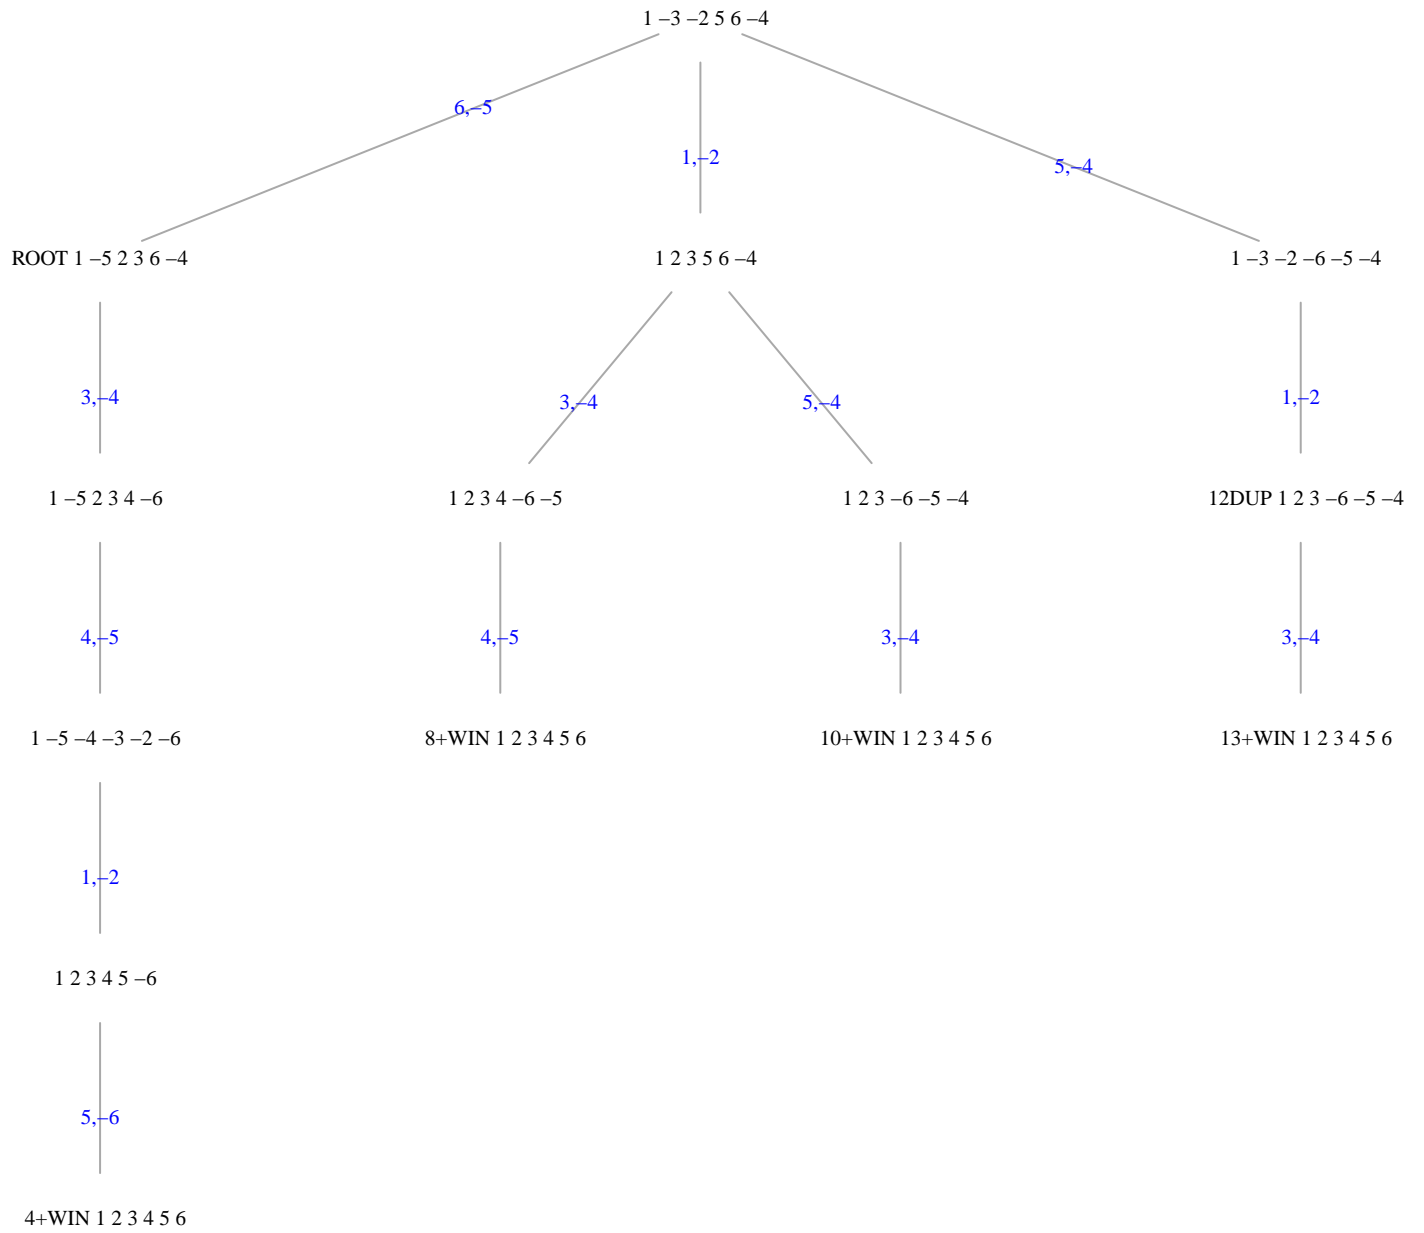 1 –3 –2 5 6 –4
6,–5
1,–2
5,–4
ROOT 1 –5 2 3 6 –4
1 2 3 5 6 –4
1 –3 –2 –6 –5 –4
3,–4
3,–4
5,–4
1,–2
1 –5 2 3 4 –6
1 2 3 4 –6 –5
1 2 3 –6 –5 –4
12DUP 1 2 3 –6 –5 –4
4,–5
4,–5
3,–4
3,–4
1 –5 –4 –3 –2 –6
8+WIN 1 2 3 4 5 6
10+WIN 1 2 3 4 5 6
13+WIN 1 2 3 4 5 6
1,–2
1 2 3 4 5 –6
5,–6
4+WIN 1 2 3 4 5 6